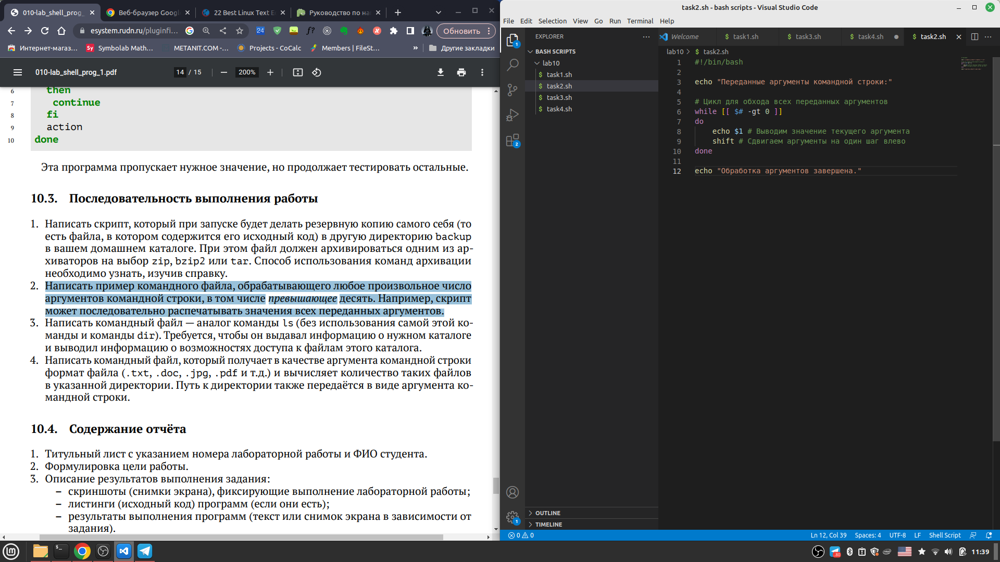 010-lab_shell_prog_
Веб-браузер Googl
22 Best Linux Text E
Руководство по на
esystem.rudn.ru/pluginfi...
24
f?
Обновить
Интернет-магаз...
Sy
Symbolab Math...
METANIT.COM -...
Projects - CoCalc
Members | FileSt...
»
Другие закладки
010-lab_shell_prog_1.pdf
14 / 15
200%
6 then
7 continue
8 fi
9 action
10 done
Эта программа пропускает нужное значение, но продолжает тестировать остальные.
10.3. Последовательность выполнения работы
1. Написать скрипт, который при запуске будет делать резервную копию самого себя (то
есть файла, в котором содержится его исходный код) в другую директорию backup
в вашем домашнем каталоге. При этом файл должен архивироваться одним из ар-
хиваторов на выбор zip, bzip2 или tar. Способ использования команд архивации
необходимо узнать, изучив справку.
2. Написать пример командного файла, обрабатывающего любое произвольное число
аргументов командной строки, в том числе превышающее десять. Например, скрипт
может последовательно распечатывать значения всех переданных аргументов.
3. Написать командный файл — аналог команды ls (без использования самой этой ко-
манды и команды dir). Требуется, чтобы он выдавал информацию о нужном каталоге
и выводил информацию о возможностях доступа к файлам этого каталога.
4. Написать командный файл, который получает в качестве аргумента командной строки
формат файла (.txt, .doc, .jpg, .pdf и т.д.) и вычисляет количество таких файлов
в указанной директории. Путь к директории также передаётся в виде аргумента ко-
мандной строки.
10.4. Содержание отчёта
1. Титульный лист с указанием номера лабораторной работы и ФИО студента.
2. Формулировка цели работы.
3. Описание результатов выполнения задания:
– скриншоты (снимки экрана), фиксирующие выполнение лабораторной работы;
– листинги (исходный код) программ (если они есть);
– результаты выполнения программ (текст или снимок экрана в зависимости от
задания).
task2.sh - bash scripts - Visual Studio Code
File Edit Selection View Go Run Terminal Help
EXPLORER
BASH SCRIPTS
lab10
$ task1.sh
$ task2.sh
$ task3.sh
$ task4.sh
OUTLINE
TIMELINE
1
2
1
Welcome
$ task1.sh
$ task3.sh
$ task4.sh
$ task2.sh
lab10 > $ task2.sh
1 #!/bin/bash
2
3 echo "Переданные аргументы командной строки:"
4
5 # Цикл для обхода всех переданных аргументов
6 while [[ $# -gt 0 ]]
7 do
8 echo $1 # Выводим значение текущего аргумента
9 shift # Сдвигаем аргументы на один шаг влево
10 done
11
12 echo "Обработка аргументов завершена."
0 0
Ln 12, Col 39 Spaces: 4 UTF-8 LF Shell Script
11:39